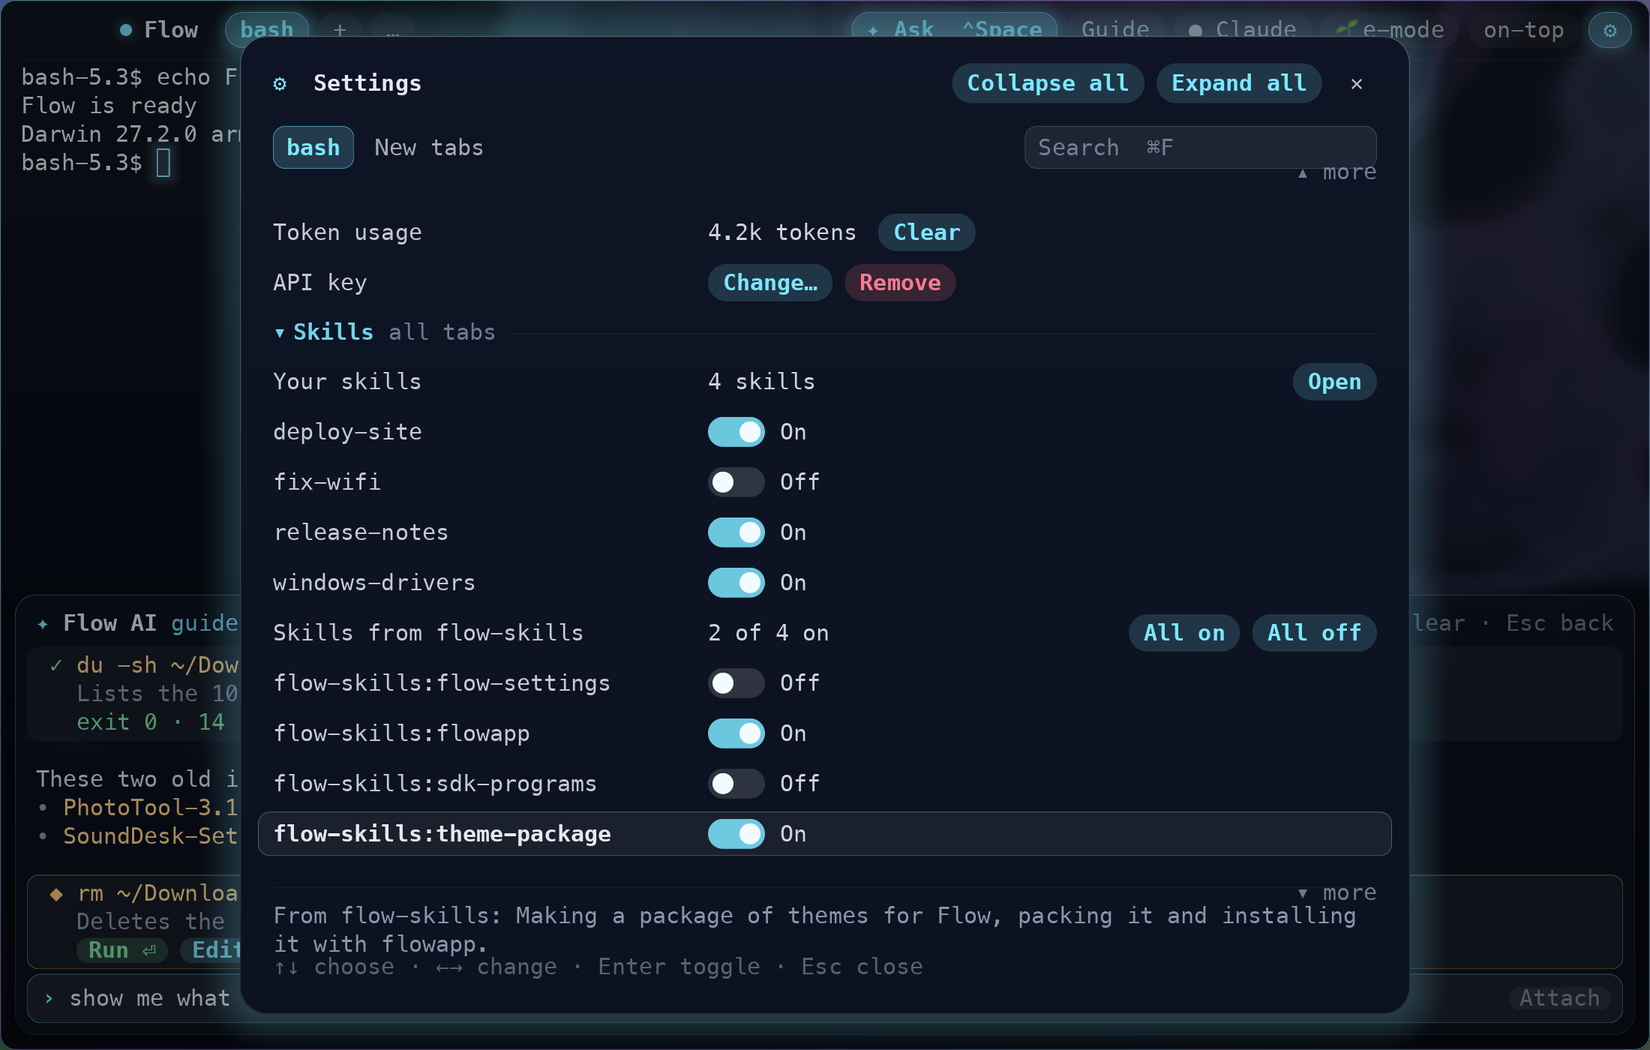 Flow bash + …
✦ Ask ^Space Guide Claude e-mode on-top
bash-5.3$ echo F
Flow is ready
Darwin 27.2.0
bash-5.3$
Settings
Collapse all Expand all ×
bash New tabs
Search ⌘F
▴ more
Token usage 4.2k tokens Clear
API key Change… Remove
▾ Skills all tabs
Your skills 4 skills Open
deploy-site On
fix-wifi Off
release-notes On
windows-drivers On
Skills from flow-skills 2 of 4 on All on All off
flow-skills:flow-settings Off
flow-skills:flowapp On
flow-skills:sdk-programs Off
flow-skills:theme-package On
▾ more
From flow-skills: Making a package of themes for Flow, packing it and installing
it with flowapp.
↑↓ choose · ←→ change · Enter toggle · Esc close
✦ Flow AI guide
lear · Esc back
✓ du -sh ~/Dow
Lists the 10
exit 0 · 14
These two old i
• PhotoTool-3.1
• SoundDesk-Set
◆ rm ~/Downloa
Deletes the
Run ⏎ Edit
› show me what
Attach